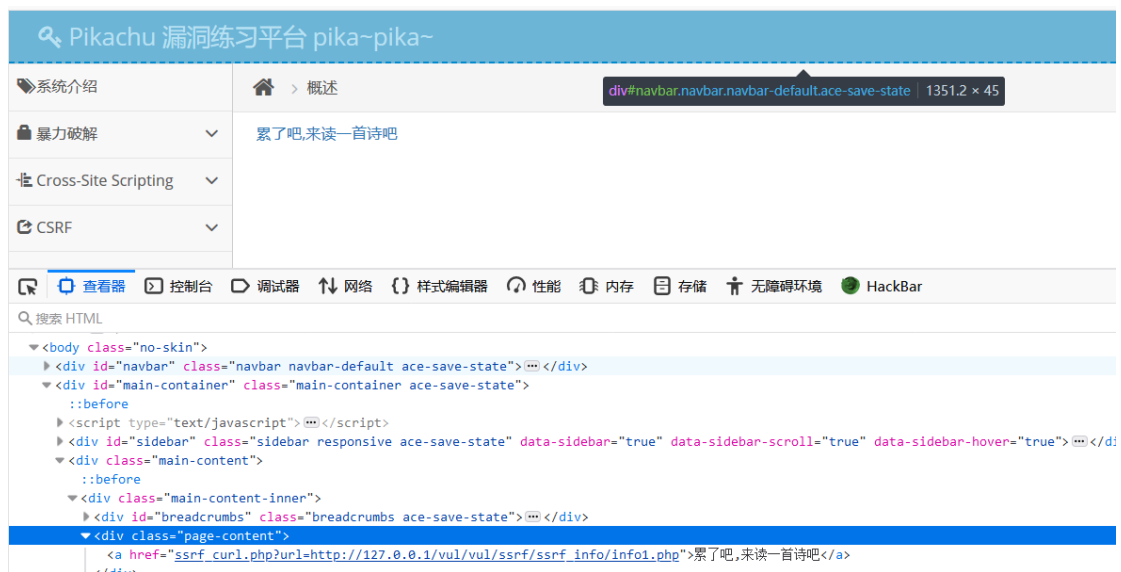 Pikachu 漏洞练习平台 pika~pika~
系统介绍
概述
div#navbar.navbar.navbar-default.ace-save-state 1351.2 × 45
暴力破解
累了吧,来读一首诗吧
Cross-Site Scripting
CSRF
查看器 控制台 调试器 网络 {} 样式编辑器 性能 内存 存储 无障碍环境 HackBar
搜索 HTML
<body class="no-skin">
<div id="navbar" class="navbar navbar-default ace-save-state">…</div>
<div id="main-container" class="main-container ace-save-state">
::before
<script type="text/javascript">…</script>
<div id="sidebar" class="sidebar responsive ace-save-state" data-sidebar="true" data-sidebar-scroll="true" data-sidebar-hover="true">…</di
<div class="main-content">
::before
<div class="main-content-inner">
<div id="breadcrumbs" class="breadcrumbs ace-save-state">…</div>
<div class="page-content">
<a href="ssrf_curl.php?url=http://127.0.0.1/vul/vul/ssrf/ssrf_info/info1.php">累了吧,来读一首诗吧</a>